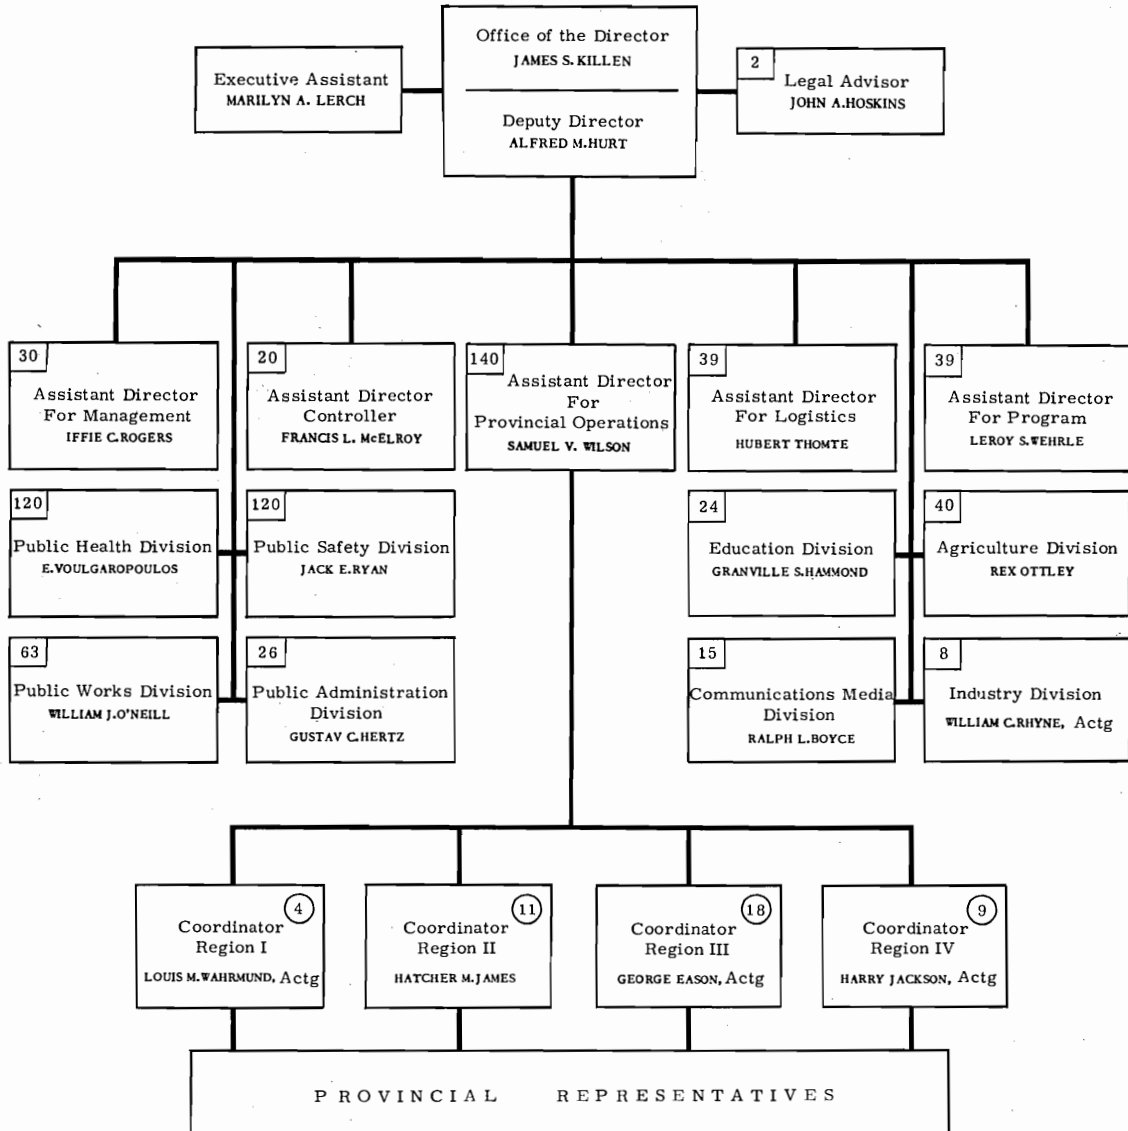 Office of the Director
JAMES S. KILLEN
Deputy Director
ALFRED M. HURT
Executive Assistant
MARILYN A. LERCH
2
Legal Advisor
JOHN A. HOSKINS
30
Assistant Director
For Management
IFFIE C. ROGERS
20
Assistant Director
Controller
FRANCIS L. McELROY
140
Assistant Director
For
Provincial Operations
SAMUEL V. WILSON
39
Assistant Director
For Logistics
HUBERT THOMTE
39
Assistant Director
For Program
LEROY S. WEHRLE
120
Public Health Division
E. VOULGAROPOULOS
120
Public Safety Division
JACK E. RYAN
24
Education Division
GRANVILLE S. HAMMOND
40
Agriculture Division
REX OTTLEY
63
Public Works Division
WILLIAM J. O'NEILL
26
Public Administration
Division
GUSTAV C. HERTZ
15
Communications Media
Division
RALPH L. BOYCE
8
Industry Division
WILLIAM C. RHYNE, Actg
4
Coordinator
Region I
LOUIS M. WAHRMUND, Actg
11
Coordinator
Region II
HATCHER M. JAMES
18
Coordinator
Region III
GEORGE EASON, Actg
9
Coordinator
Region IV
HARRY JACKSON, Actg
PROVINCIAL REPRESENTATIVES